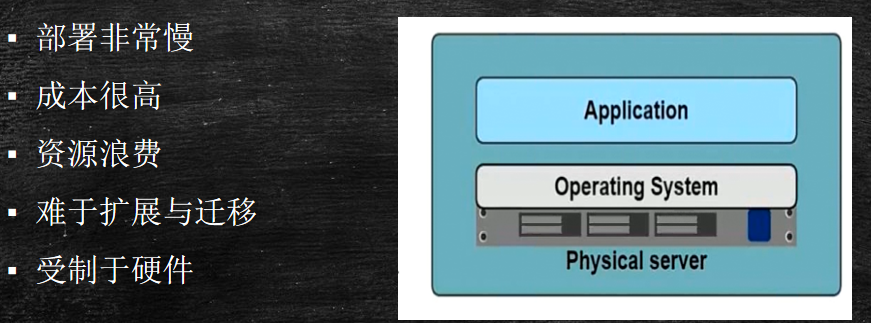 ▪ 部署非常慢
▪ 成本很高
▪ 资源浪费
▪ 难于扩展与迁移
▪ 受制于硬件
Application
Operating System
Physical server